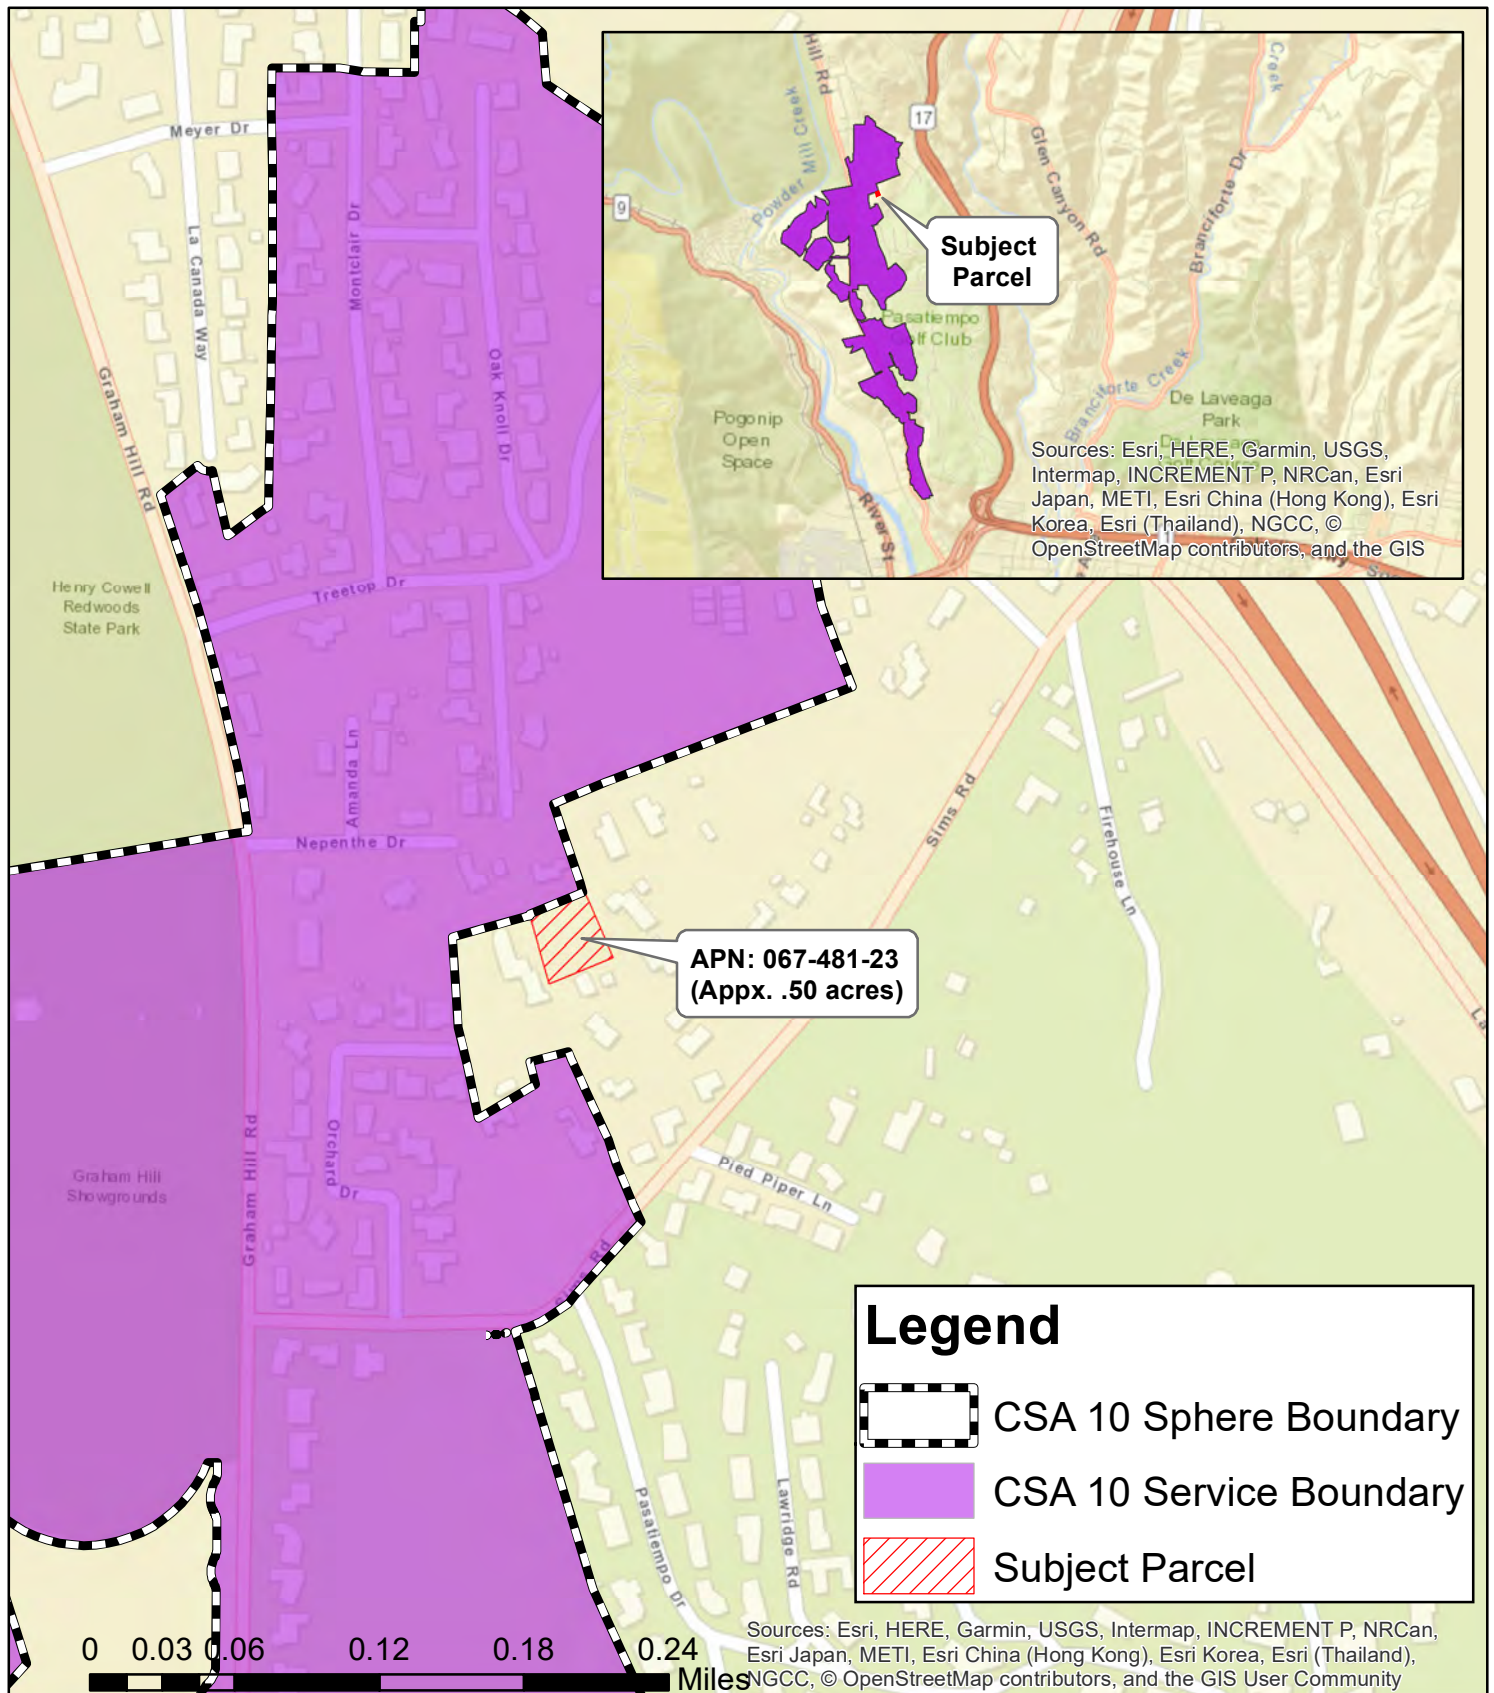 Meyer Dr
La Canada Way
Montclair Dr
Oak Knoll Dr
Graham Hill Rd
Treetop Dr
Henry Cowell
Redwoods
State Park
Amanda Ln
Nepenthe Dr
Hill Rd
Powder Mill Creek
17
9
Glen Canyon Rd
Branciforte Dr
Creek
Subject
Parcel
Pasatiempo
Golf Club
Branciforte Creek
De Laveaga
Park
Pogonip
Open
Space
River St
1
Sources: Esri, HERE, Garmin, USGS,
Intermap, INCREMENT P, NRCan, Esri
Japan, METI, Esri China (Hong Kong), Esri
Korea, Esri (Thailand), NGCC, ©
OpenStreetMap contributors, and the GIS
Sims Rd
Firehouse Ln
La
APN: 067-481-23
(Appx. .50 acres)
Graham Hill Rd
Orchard Dr
Graham Hill
Showgrounds
Pied Piper Ln
Sims Rd
Pasatiempo Dr
Lawridge Rd
Legend
CSA 10 Sphere Boundary
CSA 10 Service Boundary
Subject Parcel
0 0.03 0.06 0.12 0.18 0.24
Miles
Sources: Esri, HERE, Garmin, USGS, Intermap, INCREMENT P, NRCan,
Esri Japan, METI, Esri China (Hong Kong), Esri Korea, Esri (Thailand),
NGCC, © OpenStreetMap contributors, and the GIS User Community